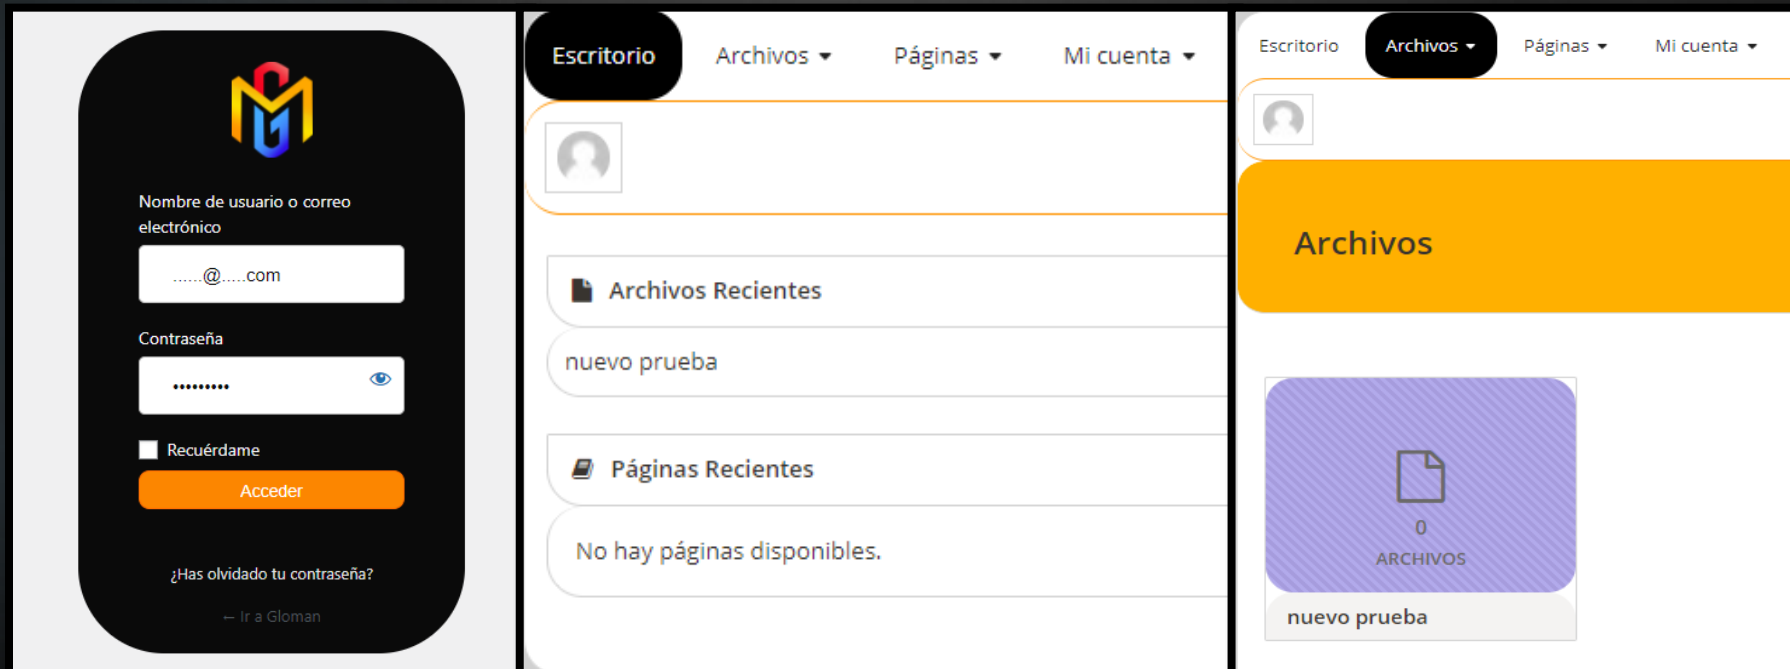 Nombre de usuario o correo
electrónico
......@.....com
Contraseña
•••••••••
Recuérdame
Acceder
¿Has olvidado tu contraseña?
← Ir a Gloman
Escritorio Archivos Páginas Mi cuenta
Archivos Recientes
nuevo prueba
Páginas Recientes
No hay páginas disponibles.
Escritorio Archivos Páginas Mi cuenta
Archivos
0
ARCHIVOS
nuevo prueba